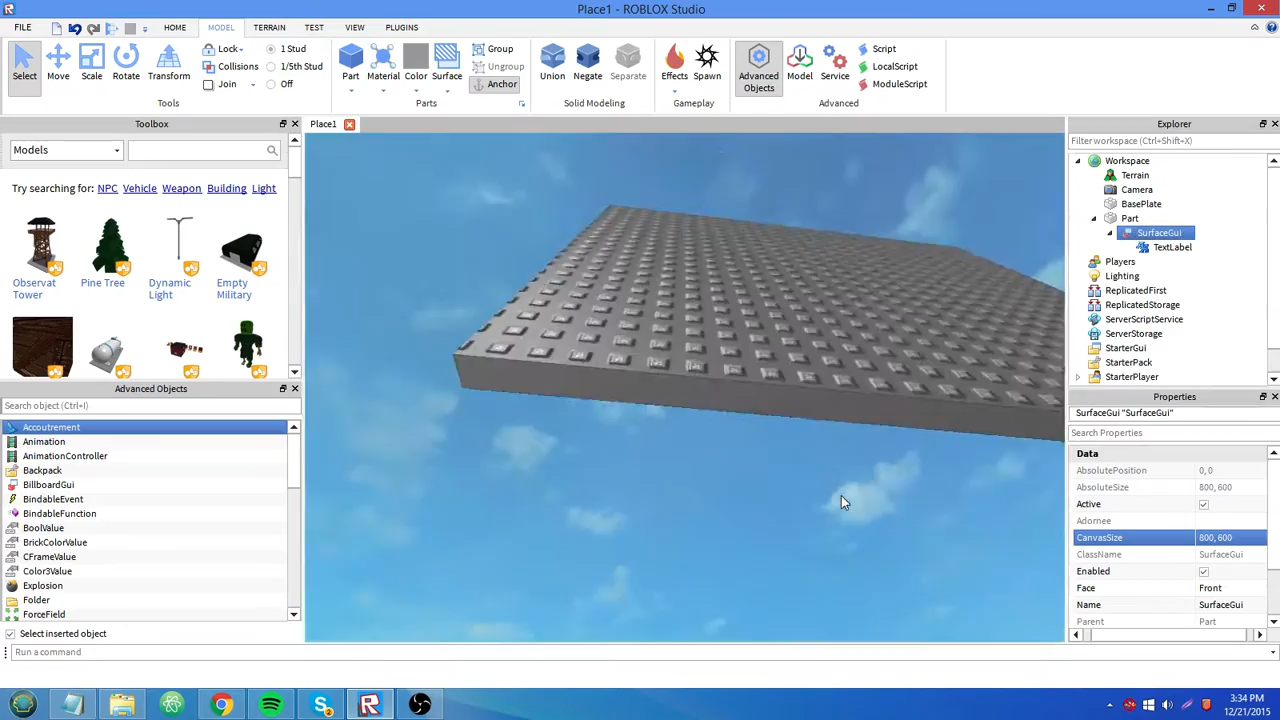 Place1 - ROBLOX Studio
FILE HOME MODEL TERRAIN TEST VIEW PLUGINS
Select Move Scale Rotate Transform
Lock
Collisions
Join
1 Stud
1/5th Stud
Off
Part Material Color Surface
Group
Ungroup
Anchor
Union Negate Separate
Effects Spawn
Advanced Objects
Model Service
Script
LocalScript
ModuleScript
Tools Parts Solid Modeling Gameplay Advanced
Toolbox
Models
Try searching for: NPC Vehicle Weapon Building Light
Observat Tower
Pine Tree
Dynamic Light
Empty Military
Advanced Objects
Search object (Ctrl+I)
Accoutrement
Animation
AnimationController
Backpack
BillboardGui
BindableEvent
BindableFunction
BoolValue
BrickColorValue
CFrameValue
Color3Value
Explosion
Folder
ForceField
Select inserted object
Run a command
Place1
Explorer
Filter workspace (Ctrl+Shift+X)
Workspace
Terrain
Camera
BasePlate
Part
SurfaceGui
TextLabel
Players
Lighting
ReplicatedFirst
ReplicatedStorage
ServerScriptService
ServerStorage
StarterGui
StarterPack
StarterPlayer
Properties
SurfaceGui "SurfaceGui"
Search Properties
Data
AbsolutePosition 0, 0
AbsoluteSize 800, 600
Active
Adornee
CanvasSize 800, 600
ClassName SurfaceGui
Enabled
Face Front
Name SurfaceGui
Parent Part
3:34 PM
12/21/2015